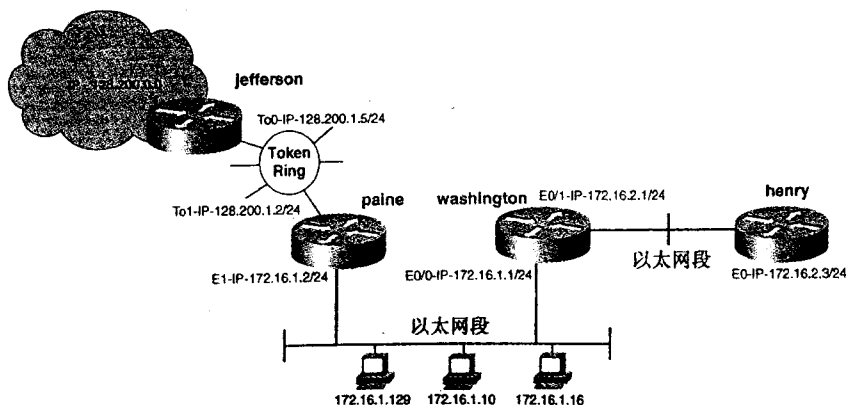 jefferson
To0-IP-128.200.1.5/24
Token
Ring
To1-IP-128.200.1.2/24
paine
washington
E0/1-IP-172.16.2.1/24
henry
E1-IP-172.16.1.2/24
E0/0-IP-172.16.1.1/24
以太网段
E0-IP-172.16.2.3/24
以太网段
172.16.1.129
172.16.1.10
172.16.1.16